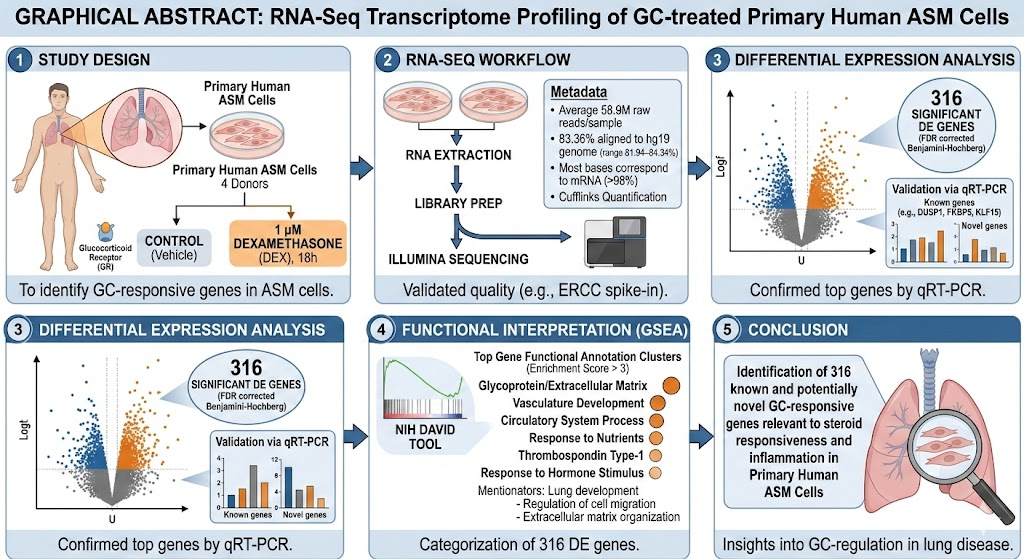 GRAPHICAL ABSTRACT: RNA-Seq Transcriptome Profiling of GC-treated Primary Human ASM Cells
1 STUDY DESIGN
Primary Human
ASM Cells
Primary Human ASM Cells
4 Donors
Glucocorticoid
Receptor
(GR)
CONTROL
(Vehicle)
1 µM
DEXAMETHASONE
(DEX), 18h
To identify GC-responsive genes in ASM cells.
2 RNA-SEQ WORKFLOW
RNA EXTRACTION
LIBRARY PREP
ILLUMINA SEQUENCING
Metadata
• Average 58.9M raw
reads/sample
• 83.36% aligned to hg19
genome (range 81.94–84.34%)
• Most bases correspond
to mRNA (>98%)
• Cufflinks Quantification
Validated quality (e.g., ERCC spike-in).
3 DIFFERENTIAL EXPRESSION ANALYSIS
Logf
U
316
SIGNIFICANT
DE GENES
(FDR corrected
Benjamini-Hochberg)
Validation via qRT-PCR
Known genes
(e.g., DUSP1, FKBP5, KLF15)
Novel genes
Confirmed top genes by qRT-PCR.
3 DIFFERENTIAL EXPRESSION ANALYSIS
Logt
U
316
SIGNIFICANT DE GENES
(FDR corrected
Benjamini-Hochberg)
Validation via qRT-PCR
Known genes
Novel genes
Confirmed top genes by qRT-PCR.
4 FUNCTIONAL INTERPRETATION (GSEA)
NIH DAVID
TOOL
Top Gene Functional Annotation Clusters
(Enrichment Score > 3)
Glycoprotein/Extracellular Matrix
Vasculature Development
Circulatory System Process
Response to Nutrients
Thrombospondin Type-1
Response to Hormone Stimulus
Mentionators: Lung development
- Regulation of cell migration
- Extracellular matrix organization
Categorization of 316 DE genes.
5 CONCLUSION
Identification of 316
known and potentially
novel GC-responsive
genes relevant to steroid
responsiveness and
inflammation in
Primary Human
ASM Cells
Insights into GC-regulation in lung disease.